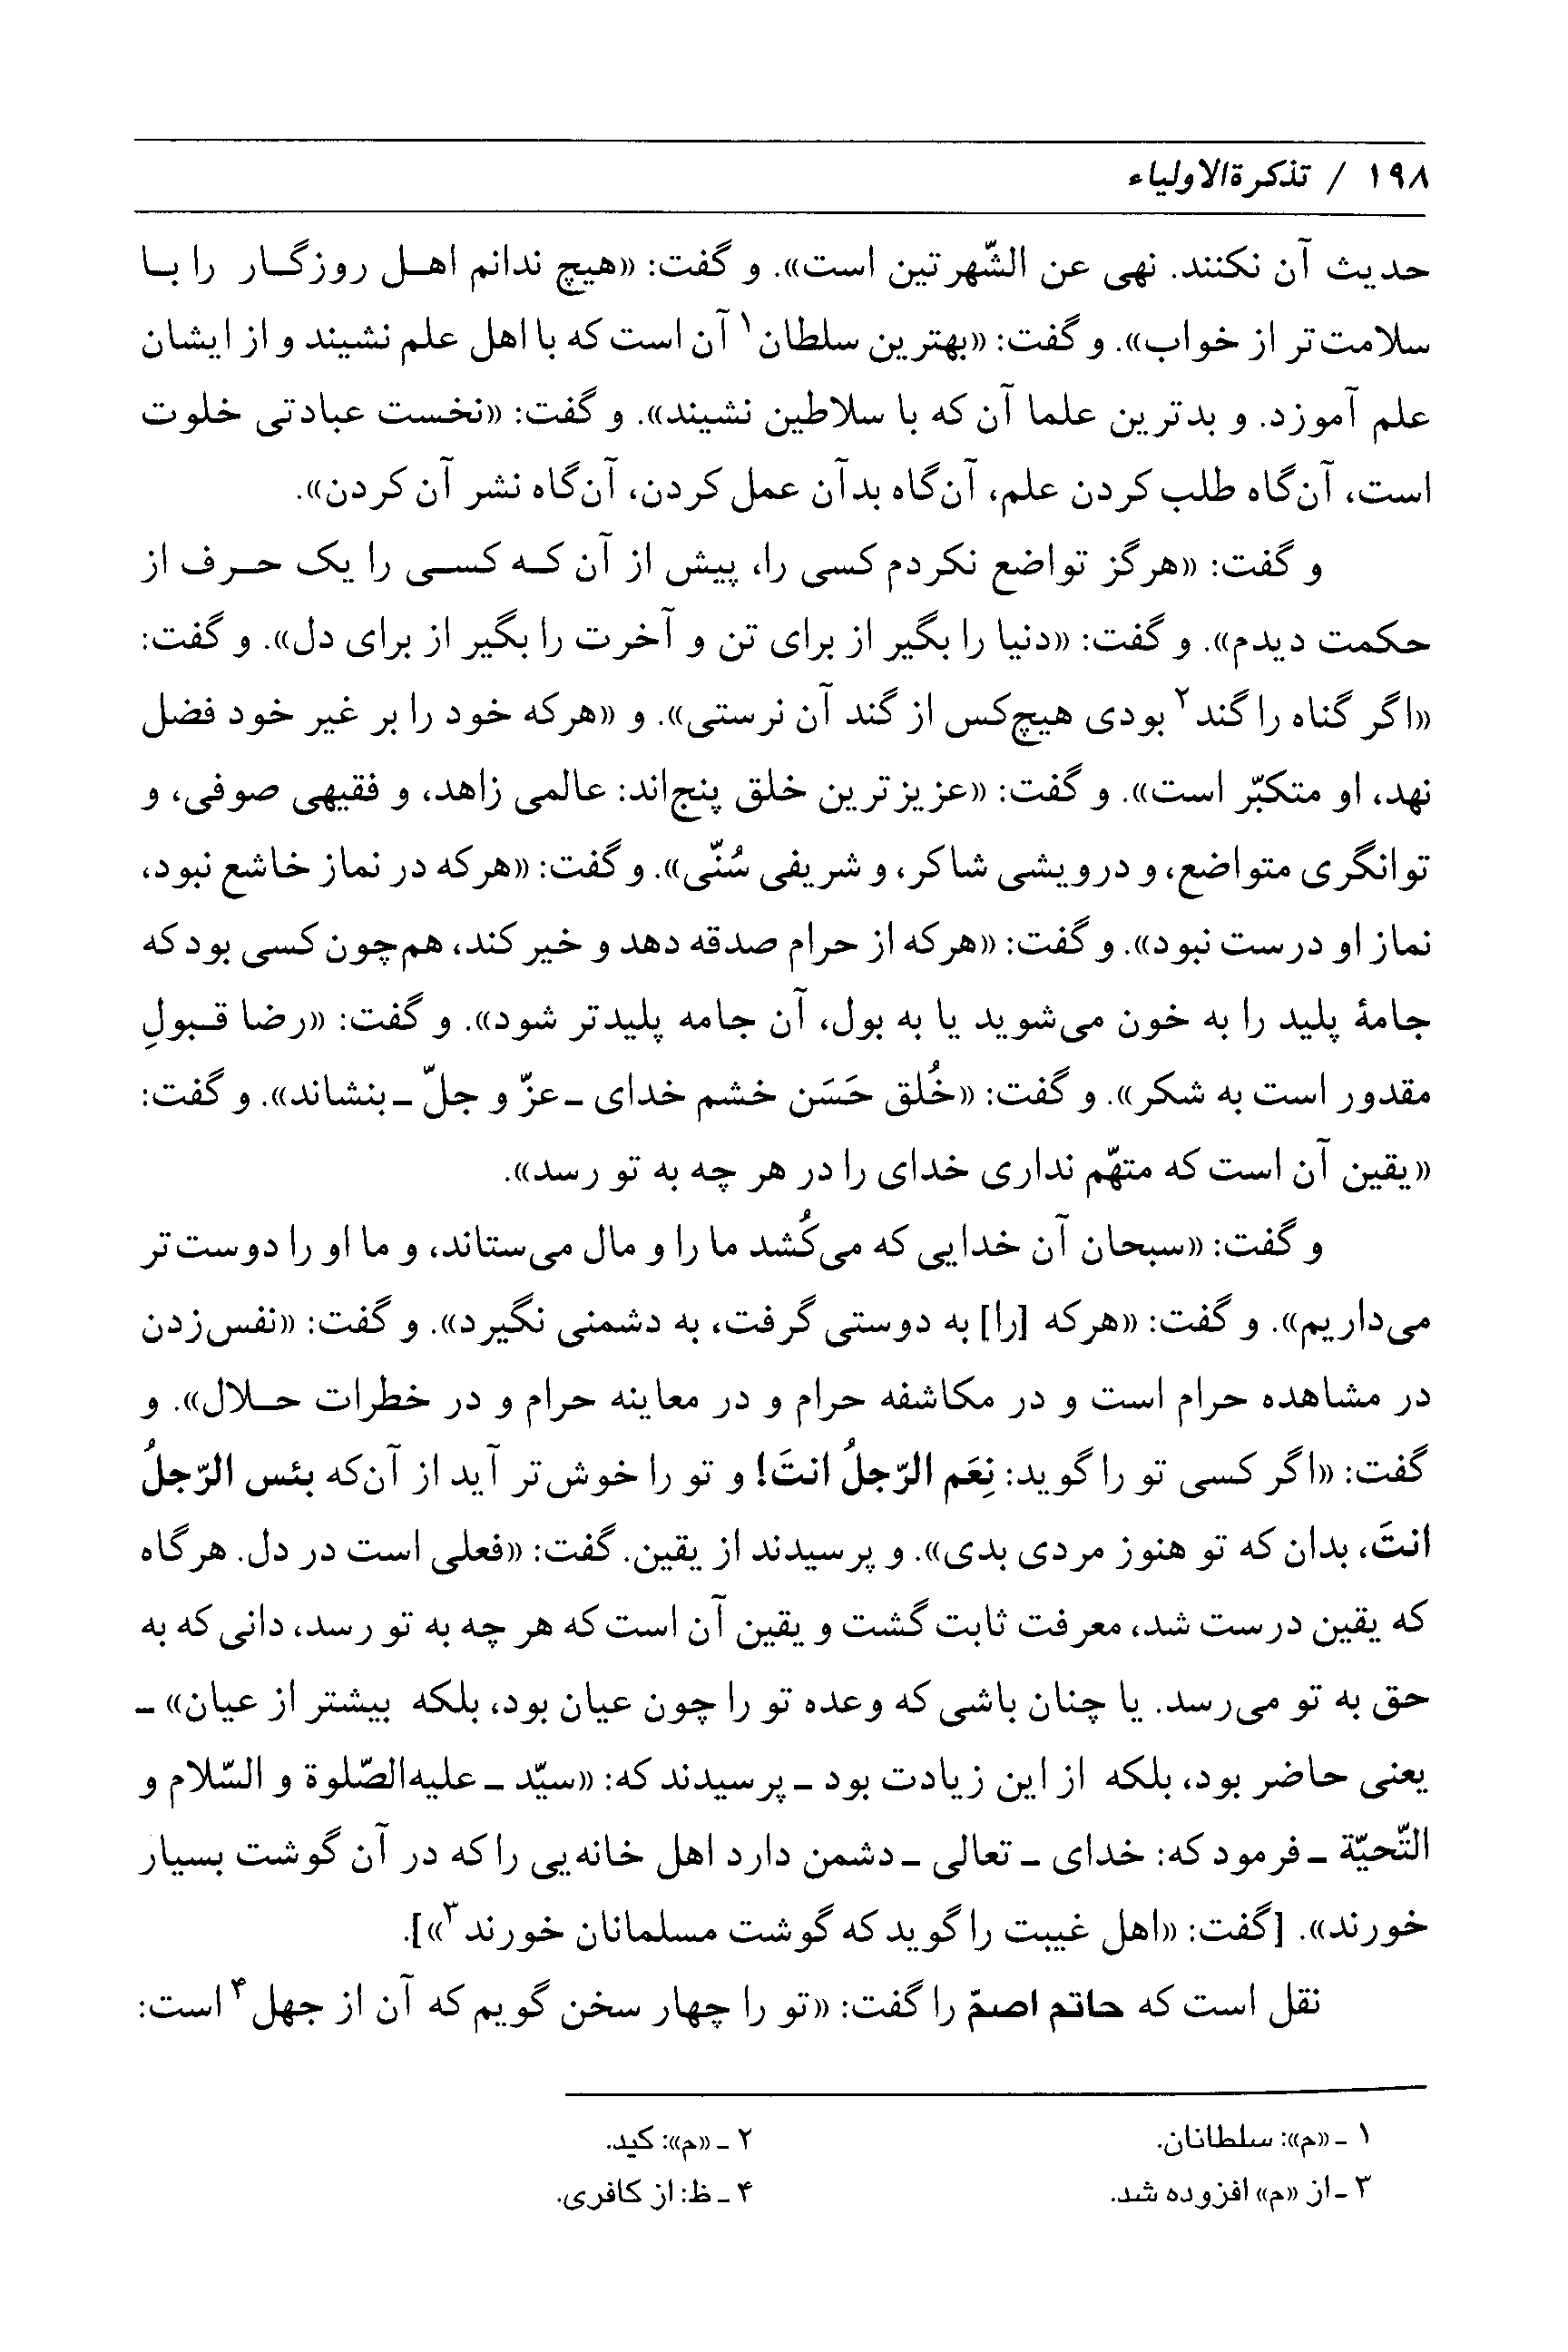 ۱۹۸ / تذکرة‌الاولیاء
حدیث آن نکنند. نهی عن الشّهرتین است». و گفت: «هیچ ندانم اهل روزگار را با
سلامت‌تر از خواب». و گفت: «بهترین سلطان۱ آن است که با اهل علم نشیند و از ایشان
علم آموزد. و بدترین علما آن که با سلاطین نشیند». و گفت: «نخست عبادتی خلوت
است، آن‌گاه طلب کردن علم، آن‌گاه بدآن عمل کردن، آن‌گاه نشر آن کردن».
و گفت: «هرگز تواضع نکردم کسی را، پیش از آن که کسی را یک حرف از
حکمت دیدم». و گفت: «دنیا را بگیر از برای تن و آخرت را بگیر از برای دل». و گفت:
«اگر گناه را گند۲ بودی هیچ‌کس از گند آن نرستی». و «هرکه خود را بر غیر خود فضل
نهد، او متکبّر است». و گفت: «عزیزترین خلق پنج‌اند: عالمی زاهد، و فقیهی صوفی، و
توانگری متواضع، و درویشی شاکر، و شریفی سُنّی». و گفت: «هرکه در نماز خاشع نبود،
نماز او درست نبود». و گفت: «هرکه از حرام صدقه دهد و خیر کند، هم‌چون کسی بود که
جامهٔ پلید را به خون می‌شوید یا به بول، آن جامه پلیدتر شود». و گفت: «رضا قبولِ
مقدور است به شکر». و گفت: «خُلق حَسَن خشم خدای ـ عزّ و جلّ ـ بنشاند». و گفت:
«یقین آن است که متهّم نداری خدای را در هر چه به تو رسد».
و گفت: «سبحان آن خدایی که می‌کُشد ما را و مال می‌ستاند، و ما او را دوست‌تر
می‌داریم». و گفت: «هرکه [را] به دوستی گرفت، به دشمنی نگیرد». و گفت: «نفس‌زدن
در مشاهده حرام است و در مکاشفه حرام و در معاینه حرام و در خطرات حلال». و
گفت: «اگر کسی تو را گوید: نِعَم الرّجلُ انتَ! و تو را خوش‌تر آید از آن‌که بئس الرّجلُ
انتَ، بدان که تو هنوز مردی بدی». و پرسیدند از یقین. گفت: «فعلی است در دل. هرگاه
که یقین درست شد، معرفت ثابت گشت و یقین آن است که هر چه به تو رسد، دانی که به
حق به تو می‌رسد. یا چنان باشی که وعده تو را چون عیان بود، بلکه بیشتر از عیان» ـ
یعنی حاضر بود، بلکه از این زیادت بود ـ پرسیدند که: «سیّد ـ علیه‌الصّلوة و السّلام و
التّحیّة ـ فرمود که: خدای ـ تعالی ـ دشمن دارد اهل خانه‌یی را که در آن گوشت بسیار
خورند». [گفت: «اهل غیبت را گوید که گوشت مسلمانان خورند۳»].
نقل است که حاتم اصمّ را گفت: «تو را چهار سخن گویم که آن از جهل۴ است:
۱ ـ «م»: سلطانان. ۲ ـ «م»: کید.
۳ ـ از «م» افزوده شد. ۴ ـ ظ: از کافری.